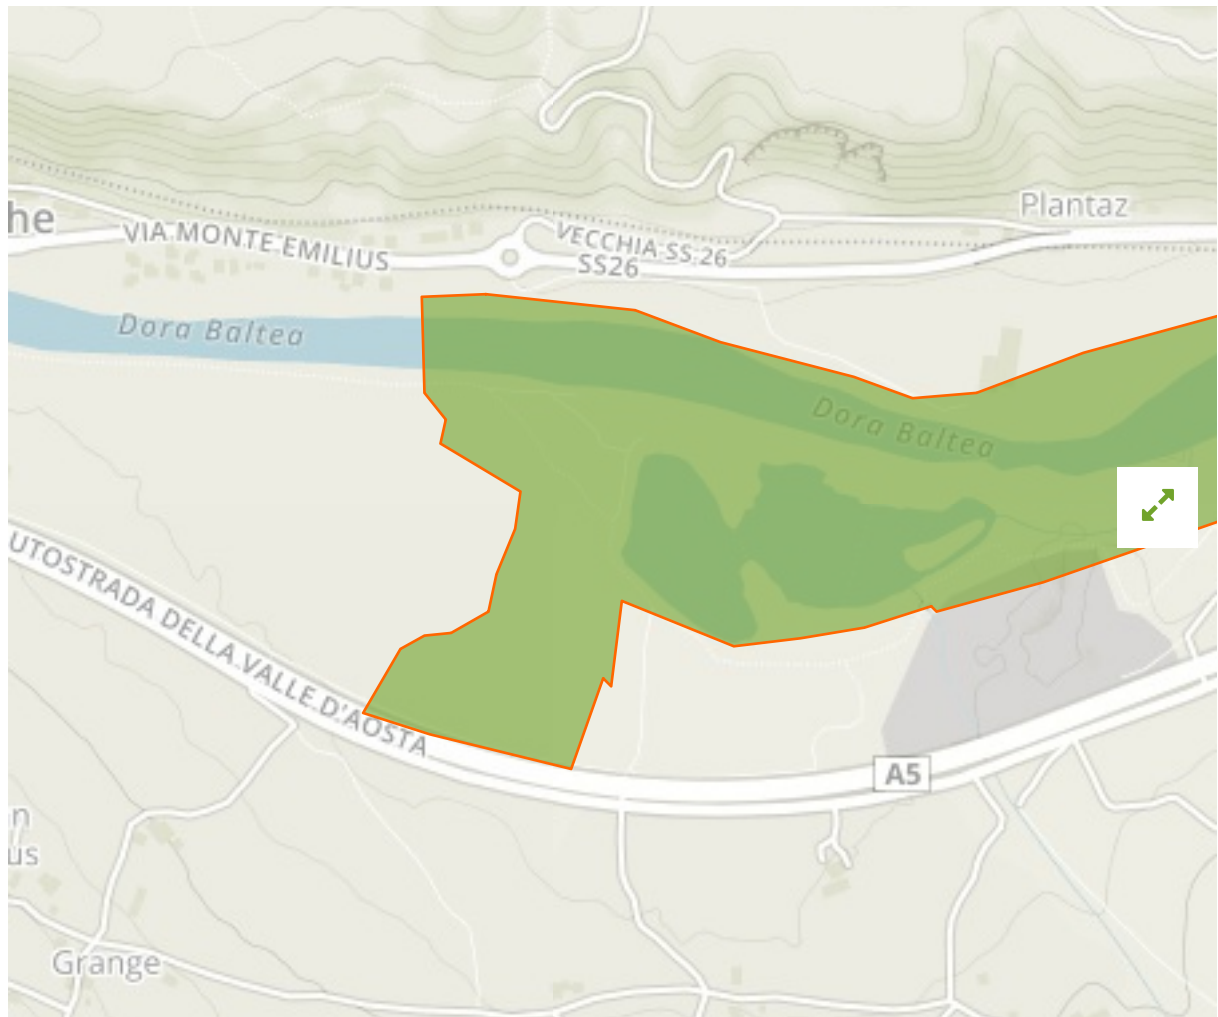 he
Plantaz
VIA MONTE EMILIUS
VECCHIA SS 26
SS26
Dora Baltea
Dora Baltea
UTOSTRADA DELLA VALLE D'AOSTA
A5
n
us
Grange